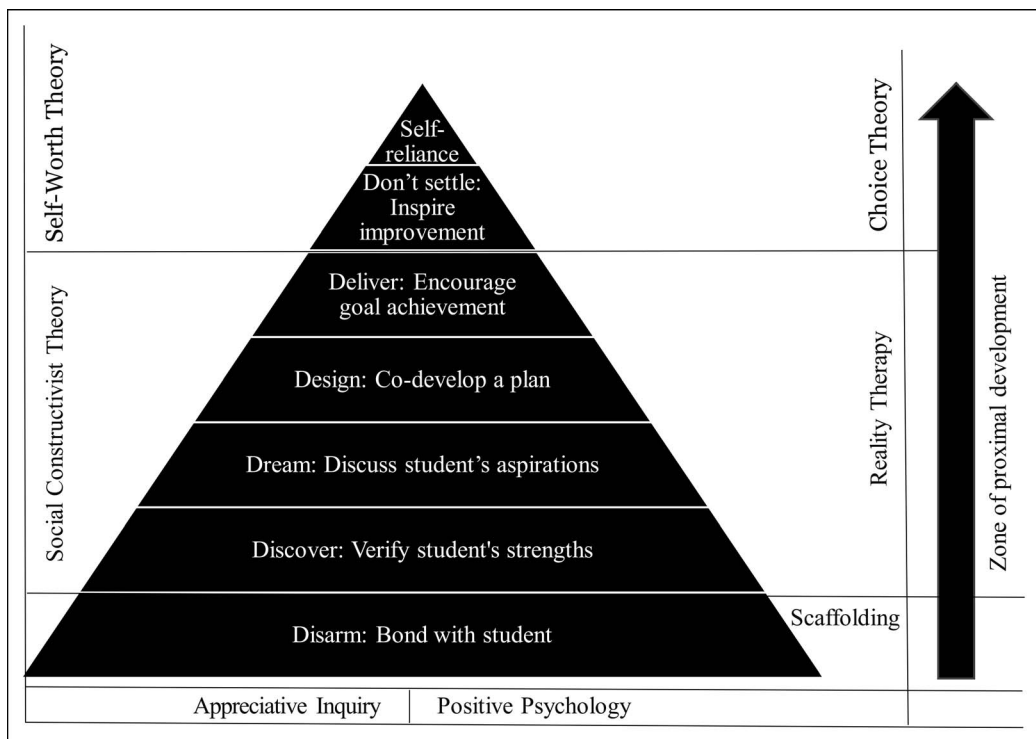 Self-Worth Theory
Social Constructivist Theory
Self-
reliance
Don’t settle:
Inspire
improvement
Deliver: Encourage
goal achievement
Design: Co-develop a plan
Dream: Discuss student’s aspirations
Discover: Verify student's strengths
Disarm: Bond with student
Choice Theory
Reality Therapy
Scaffolding
Zone of proximal development
Appreciative Inquiry
Positive Psychology